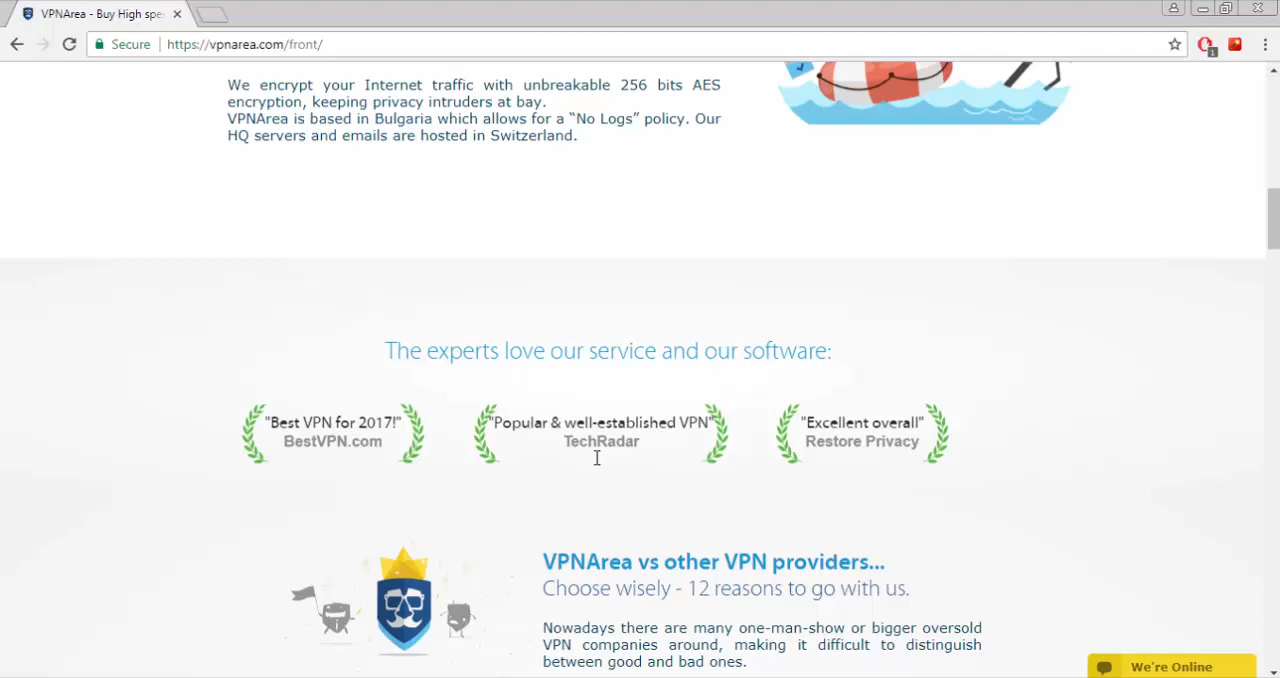 VPNArea - Buy High spe
Secure
https://vpnarea.com/front/
1
We encrypt your Internet traffic with unbreakable 256 bits AES
encryption, keeping privacy intruders at bay.
VPNArea is based in Bulgaria which allows for a “No Logs” policy. Our
HQ servers and emails are hosted in Switzerland.
The experts love our service and our software:
"Best VPN for 2017!"
BestVPN.com
"Popular & well-established VPN"
TechRadar
"Excellent overall"
Restore Privacy
VPNArea vs other VPN providers...
Choose wisely - 12 reasons to go with us.
Nowadays there are many one-man-show or bigger oversold
VPN companies around, making it difficult to distinguish
between good and bad ones.
We're Online